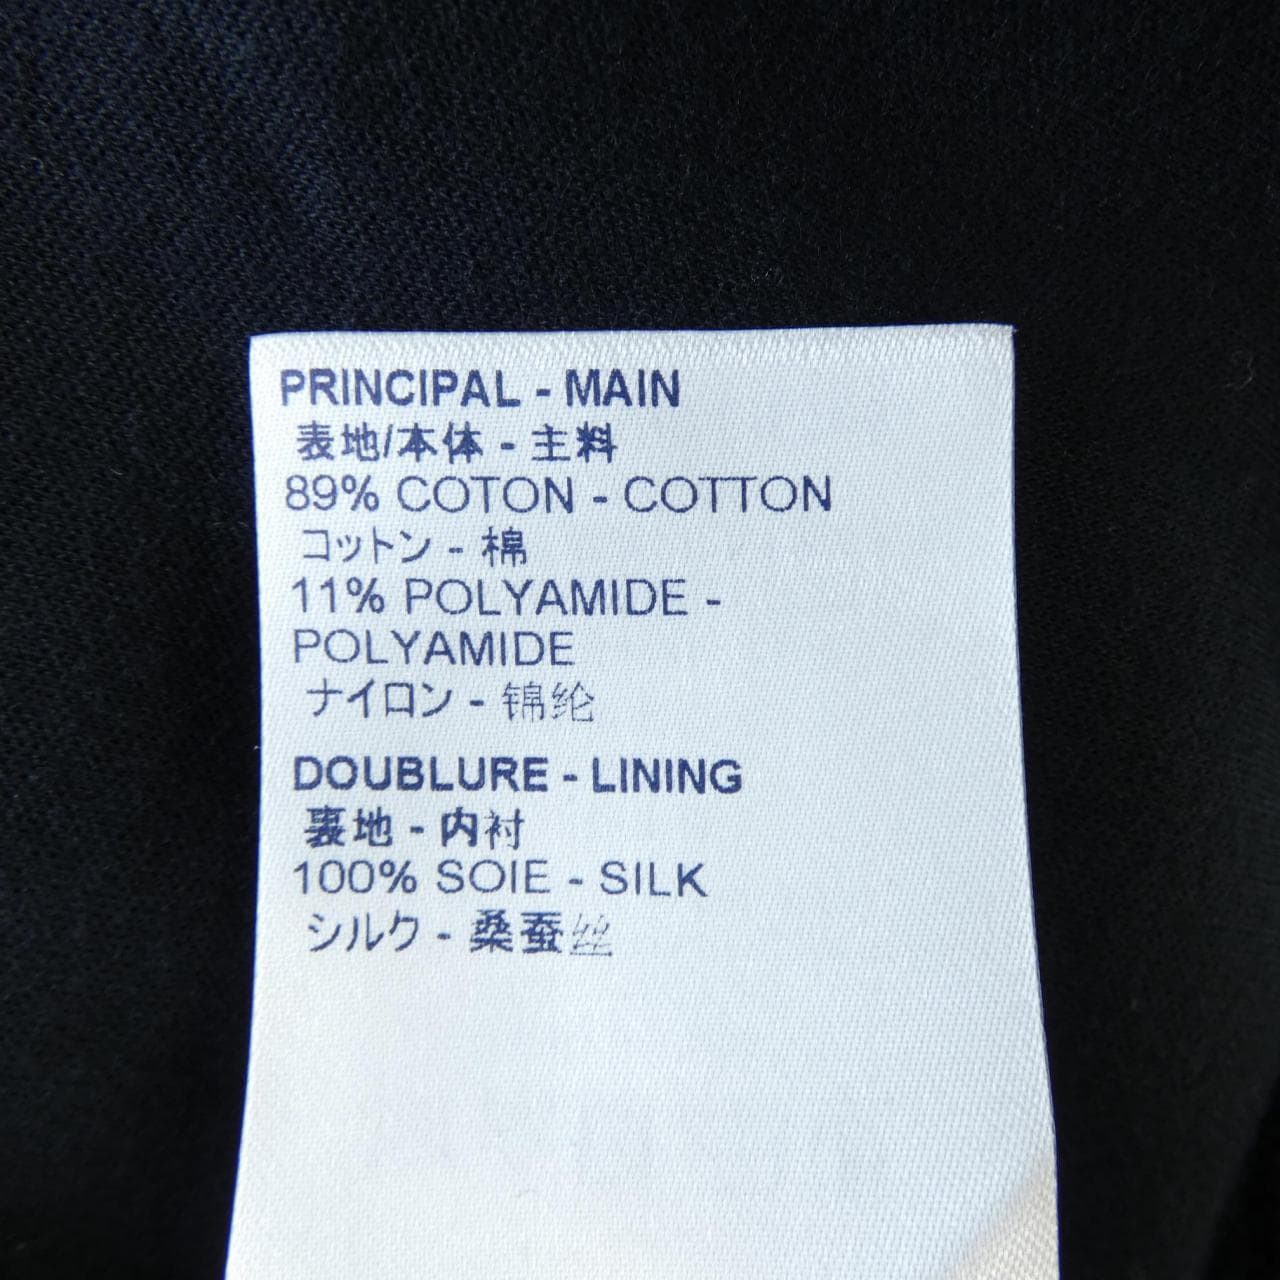 PRINCIPAL - MAIN
表地/本体 - 主料
89% COTON - COTTON
コットン - 棉
11% POLYAMIDE -
POLYAMIDE
ナイロン - 锦纶
DOUBLURE - LINING
裏地 - 内衬
100% SOIE - SILK
シルク - 桑蚕丝